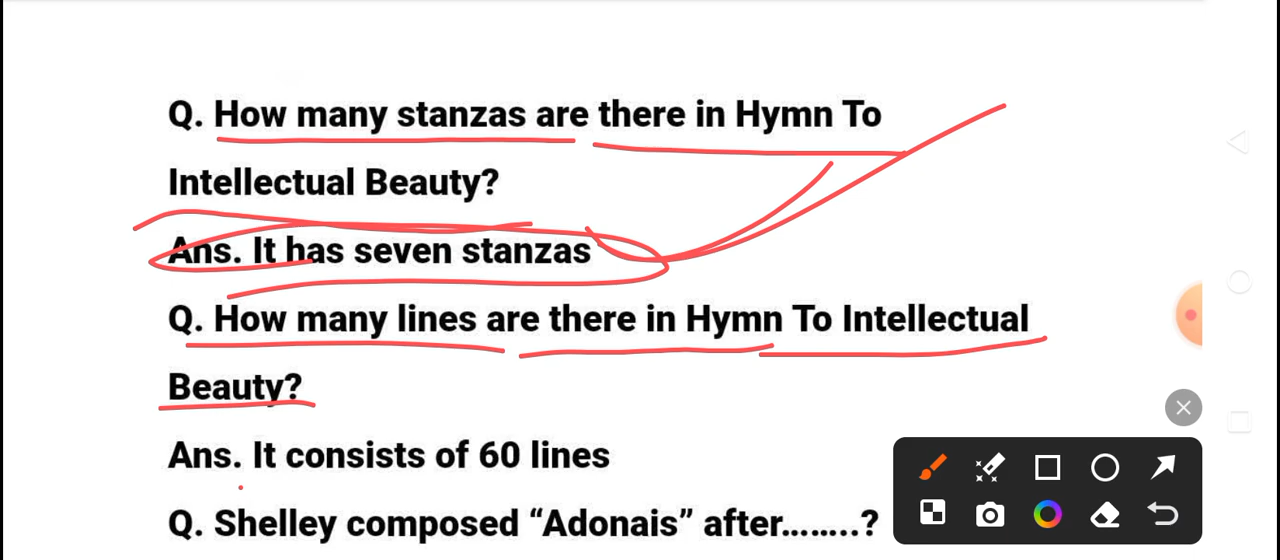 Q. How many stanzas are there in Hymn To
Intellectual Beauty?
Ans. It has seven stanzas
Q. How many lines are there in Hymn To Intellectual
Beauty?
Ans. It consists of 60 lines
Q. Shelley composed “Adonais” after........?